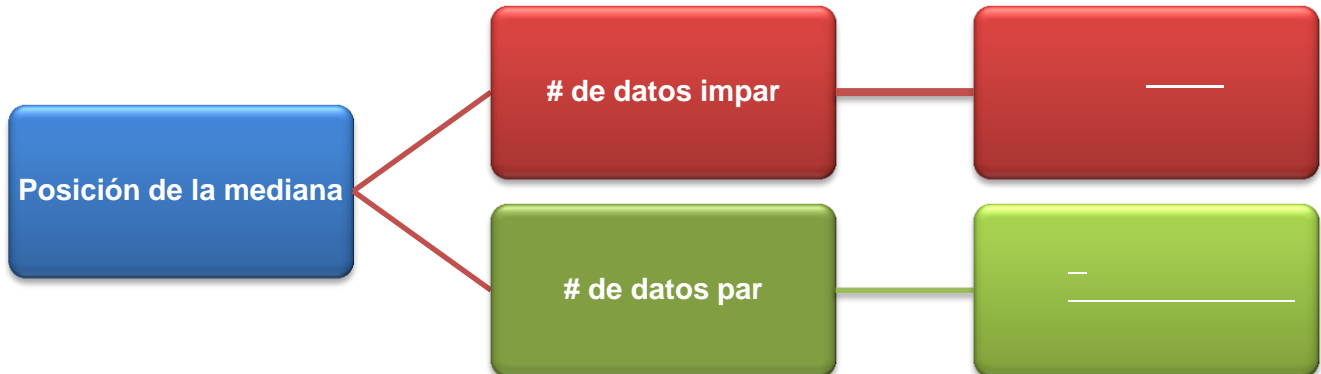 Posición de la mediana
# de datos impar
# de datos par